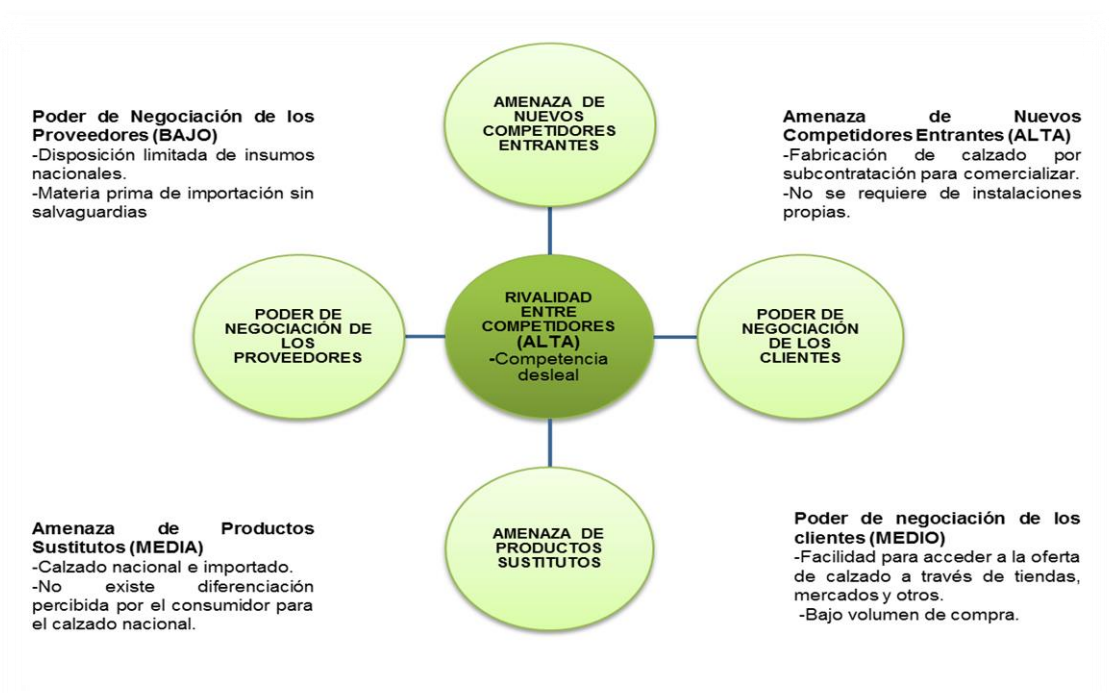 AMENAZA DE
NUEVOS
COMPETIDORES
ENTRANTES
Poder de Negociación de los
Proveedores (BAJO)
-Disposición limitada de insumos
nacionales.
-Materia prima de importación sin
salvaguardias
Amenaza de Nuevos
Competidores Entrantes (ALTA)
-Fabricación de calzado por
subcontratación para comercializar.
-No se requiere de instalaciones
propias.
PODER DE
NEGOCIACIÓN DE
LOS
PROVEEDORES
RIVALIDAD
ENTRE
COMPETIDORES
(ALTA)
-Competencia
desleal
PODER DE
NEGOCIACIÓN
DE LOS
CLIENTES
Amenaza de Productos
Sustitutos (MEDIA)
-Calzado nacional e importado.
-No existe diferenciación
percibida por el consumidor para
el calzado nacional.
AMENAZA DE
PRODUCTOS
SUSTITUTOS
Poder de negociación de los
clientes (MEDIO)
-Facilidad para acceder a la oferta
de calzado a través de tiendas,
mercados y otros.
-Bajo volumen de compra.